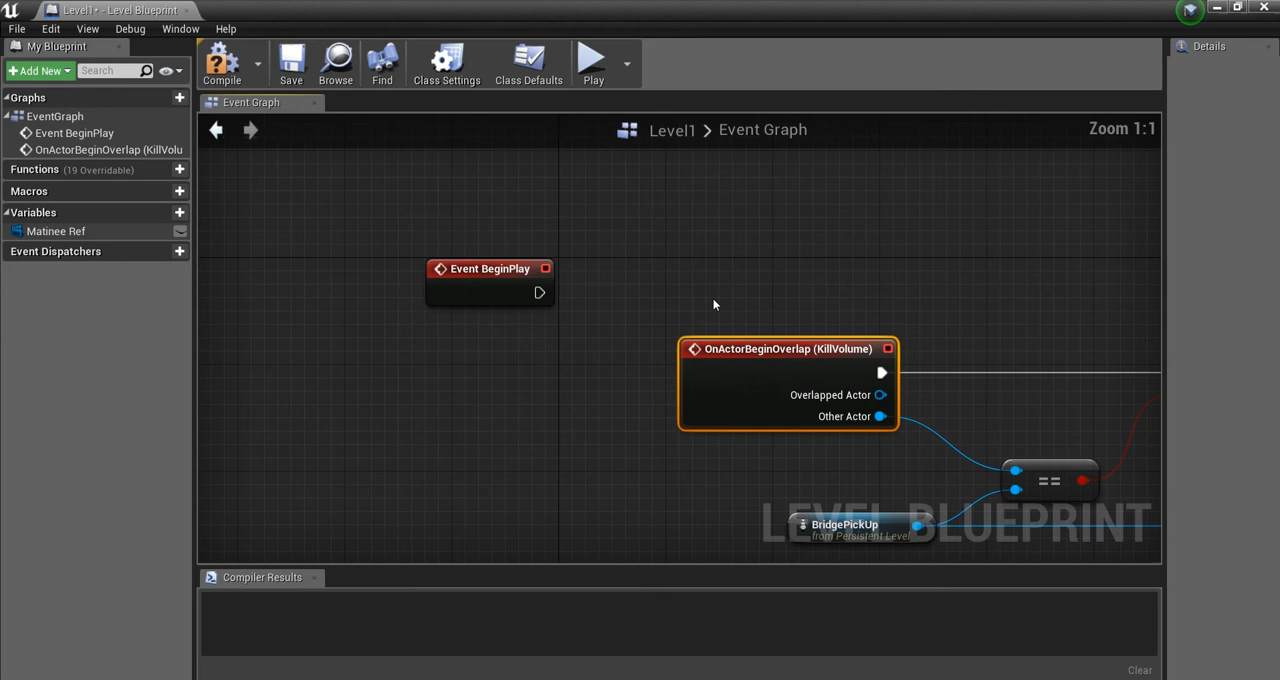 Level1* - Level Blueprint
File Edit View Debug Window Help
My Blueprint
Details
Add New
Search
Compile Save Browse Find Class Settings Class Defaults Play
Graphs
EventGraph
Event BeginPlay
OnActorBeginOverlap (KillVolu
Functions (19 Overridable)
Macros
Variables
Matinee Ref
Event Dispatchers
Event Graph
Level1 > Event Graph
Zoom 1:1
Event BeginPlay
OnActorBeginOverlap (KillVolume)
Overlapped Actor
Other Actor
==
BridgePickUp
from Persistent Level
LEVEL BLUEPRINT
Compiler Results
Clear